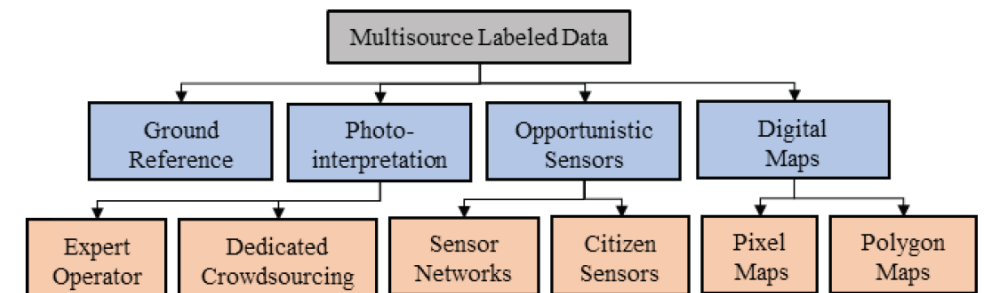 Multisource Labeled Data
Ground
Reference
Photo-
interpretation
Opportunistic
Sensors
Digital
Maps
Expert
Operator
Dedicated
Crowdsourcing
Sensor
Networks
Citizen
Sensors
Pixel
Maps
Polygon
Maps